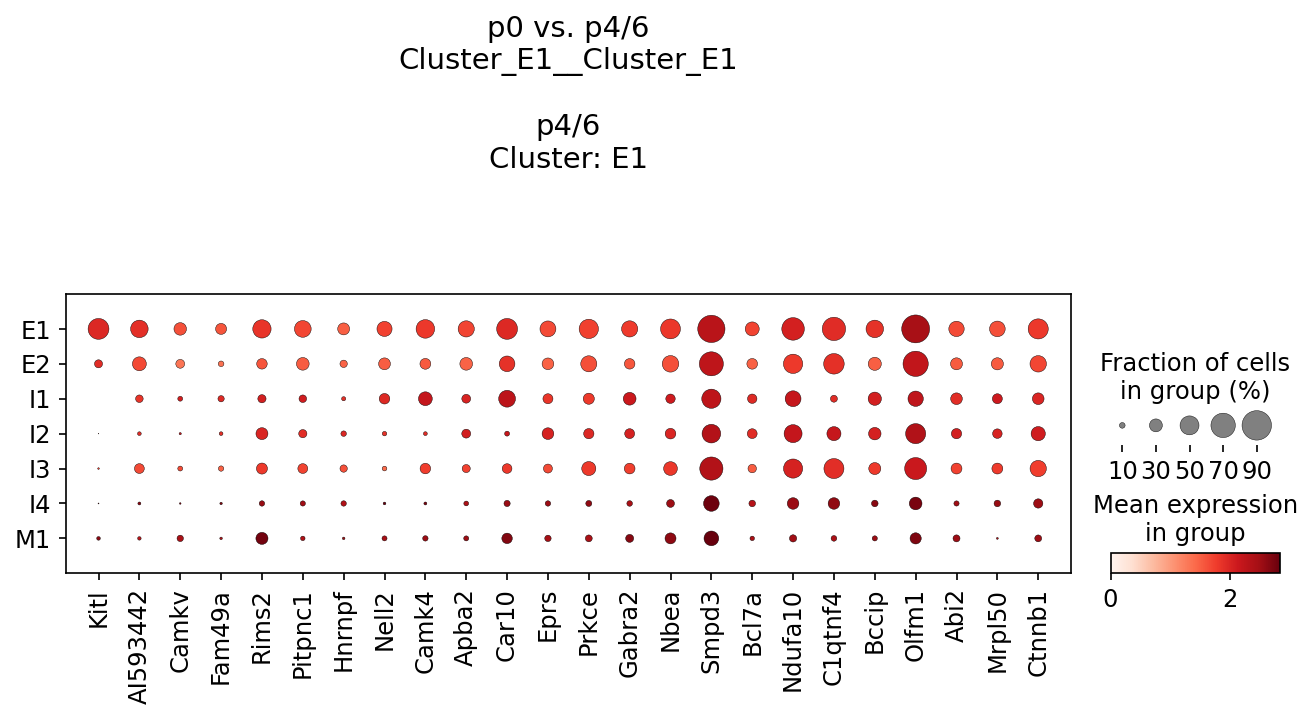 p0 vs. p4/6
Cluster_E1__Cluster_E1
p4/6
Cluster: E1
E1
E2
I1
I2
I3
I4
M1
Kitl
AI593442
Camkv
Fam49a
Rims2
Pitpnc1
Hnrnpf
Nell2
Camk4
Apba2
Car10
Eprs
Prkce
Gabra2
Nbea
Smpd3
Bcl7a
Ndufa10
C1qtnf4
Bccip
Olfm1
Abi2
Mrpl50
Ctnnb1
Fraction of cells
in group (%)
10 30 50 70 90
Mean expression
in group
0 2